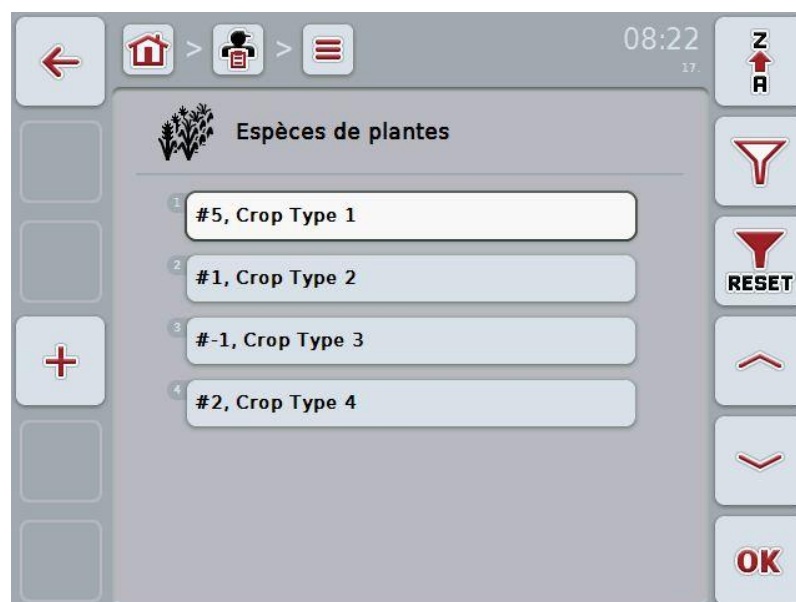 > >
08:22
17.
Z
A
Espèces de plantes
1
#5, Crop Type 1
2
#1, Crop Type 2
RESET
3
#-1, Crop Type 3
4
#2, Crop Type 4
OK